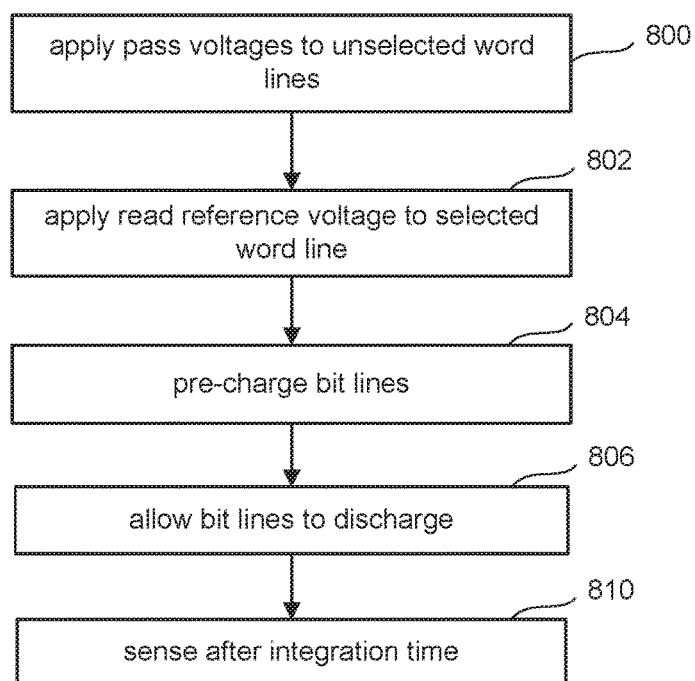 apply pass voltages to unselected word
lines
800
802
apply read reference voltage to selected
word line
804
pre-charge bit lines
806
allow bit lines to discharge
810
sense after integration time